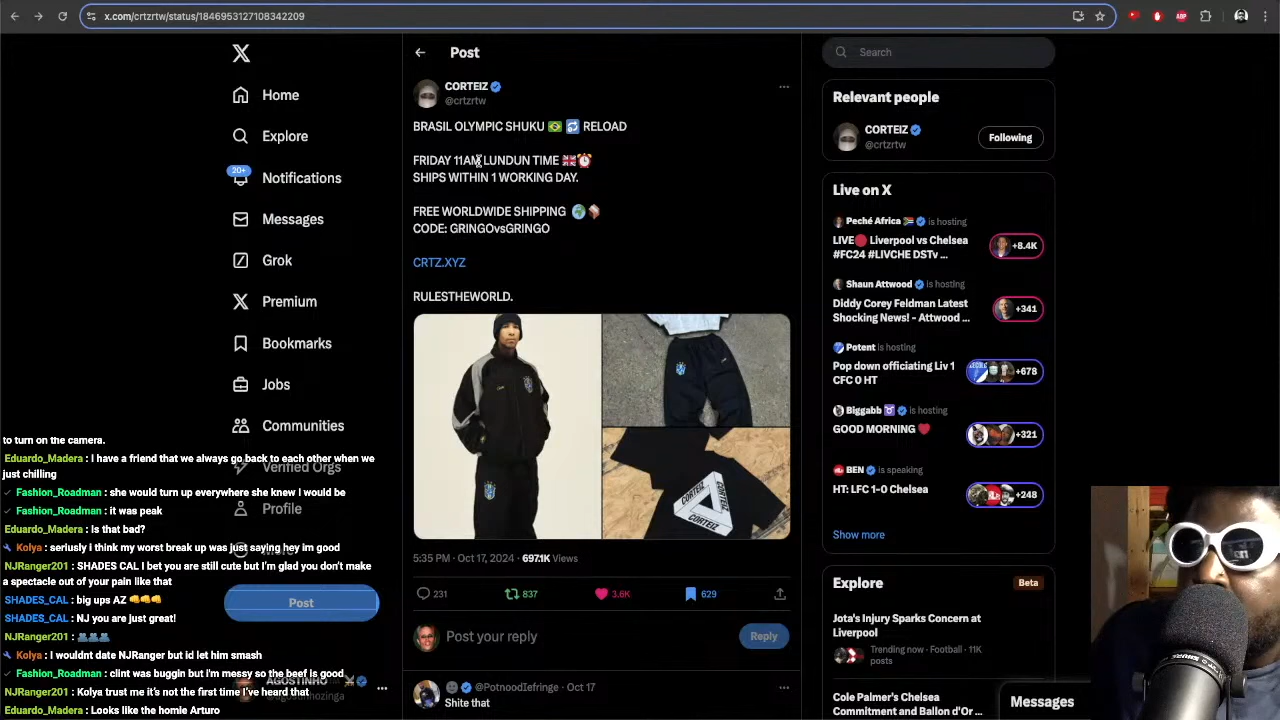 x.com/crtzrtw/status/1846953127108342209
Home
Explore
20+
Notifications
Messages
Grok
Premium
Bookmarks
Jobs
Communities
Verified Orgs
Profile
Post
AGOSTINHO
Post
CORTEIZ
@crtzrtw
BRASIL OLYMPIC SHUKU 🇧🇷 🔁 RELOAD
FRIDAY 11AM LUNDUN TIME 🇬🇧⏰
SHIPS WITHIN 1 WORKING DAY.
FREE WORLDWIDE SHIPPING 🌍📦
CODE: GRINGOvsGRINGO
CRTZ.XYZ
RULESTHEWORLD.
CORTEIZ
CORTEIZ
CORTEIZ
5:35 PM · Oct 17, 2024 · 697.1K Views
231
837
3.6K
629
Post your reply
Reply
@PotnoodIefringe · Oct 17
Shite that
Search
Relevant people
CORTEIZ
@crtzrtw
Following
Live on X
Peché Africa 🇿🇦 is hosting
LIVE🔴 Liverpool vs Chelsea
#FC24 #LIVCHE DSTv ...
+8.4K
Shaun Attwood is hosting
Diddy Corey Feldman Latest
Shocking News! - Attwood ...
+341
Potent is hosting
Pop down officiating Liv 1
CFC 0 HT
+678
Biggabb ♉ is hosting
GOOD MORNING ❤️
+321
BEN is speaking
HT: LFC 1-0 Chelsea
+248
Show more
Explore
Beta
Jota's Injury Sparks Concern at
Liverpool
Trending now · Football · 11K
posts
Cole Palmer's Chelsea
Commitment and Ballon d'Or ...
Messages
to turn on the camera.
Eduardo_Madera : I have a friend that we always go back to each other when we
just chilling
Fashion_Roadman : she would turn up everywhere she knew I would be
Fashion_Roadman : it was peak
Eduardo_Madera : Is that bad?
Kolya : seriusly I think my worst break up was just saying hey im good
NJRanger201 : SHADES CAL I bet you are still cute but I'm glad you don't make
a spectacle out of your pain like that
SHADES_CAL : big ups AZ 👊👊👊
SHADES_CAL : NJ you are just great!
NJRanger201 : 👥👥👥
Kolya : I wouldnt date NJRanger but id let him smash
Fashion_Roadman : clint was buggin but i'm messy so the beef is good
NJRanger201 : Kolya trust me it's not the first time I've heard that
Eduardo_Madera : Looks like the homie Arturo
SHURE